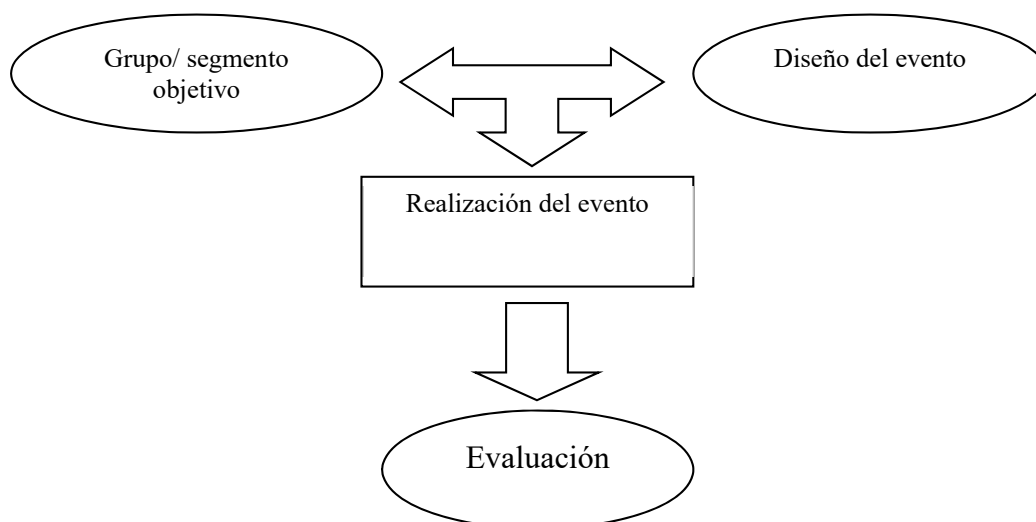 Grupo/ segmento
objetivo
Diseño del evento
Realización del evento
Evaluación